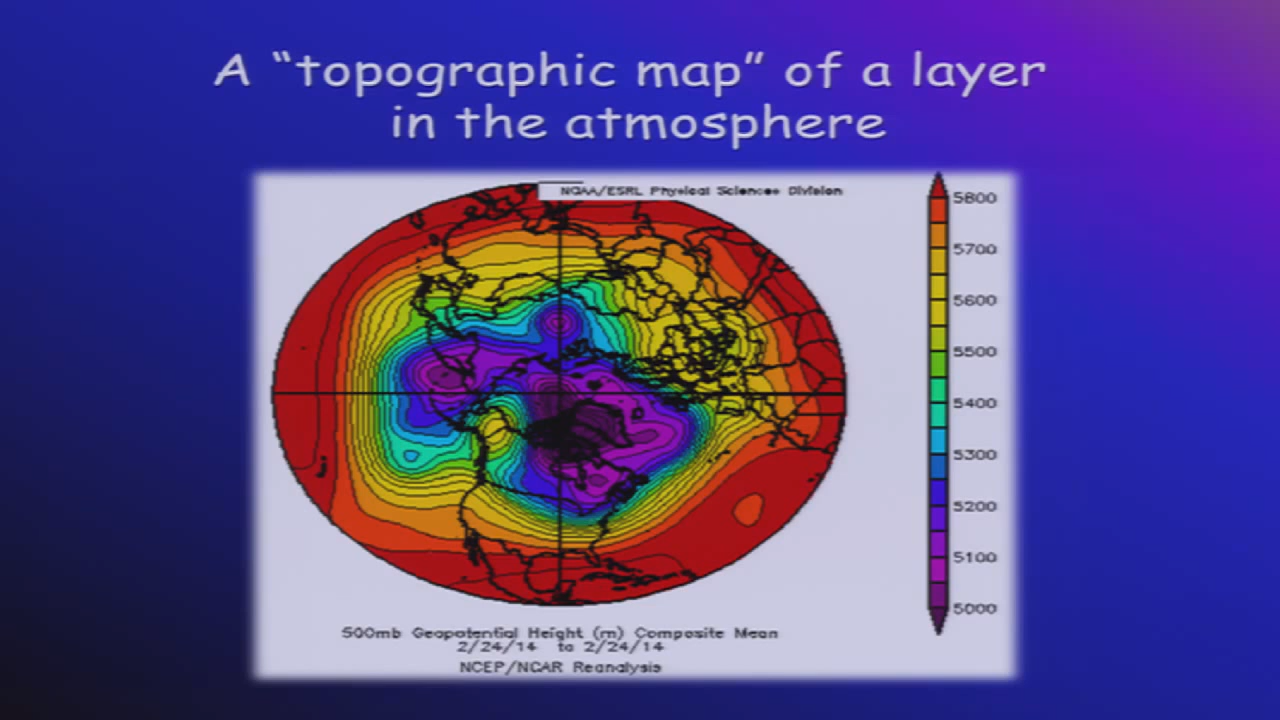 A “topographic map” of a layer
in the atmosphere
NOAA/ESRL Physical Sciences Division
5800
5700
5600
5500
5400
5300
5200
5100
5000
500mb Geopotential Height (m) Composite Mean
2/24/14 to 2/24/14
NCEP/NCAR Reanalysis